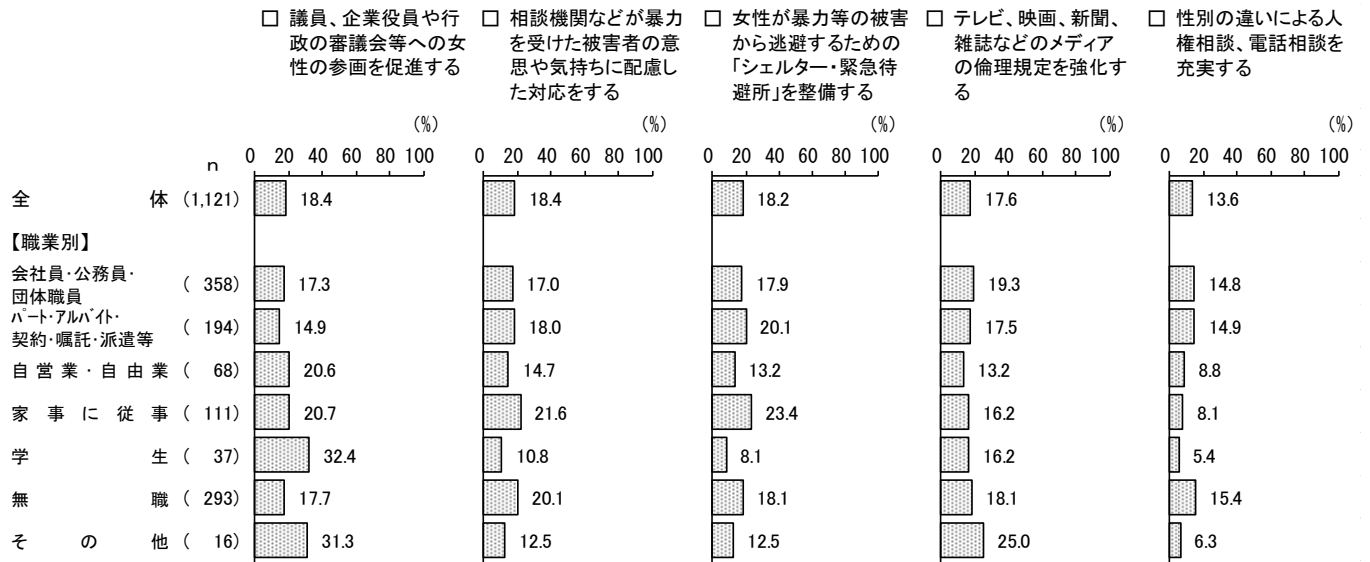 □ 議員、企業役員や行政の審議会等への女性の参画を促進する
□ 相談機関などが暴力を受けた被害者の意思や気持ちに配慮した対応をする
□ 女性が暴力等の被害から逃避するための「シェルター・緊急待避所」を整備する
□ テレビ、映画、新聞、雑誌などのメディアの倫理規定を強化する
□ 性別の違いによる人権相談、電話相談を充実する
(%) (%) (%) (%) (%)
n 0 20 40 60 80 100 0 20 40 60 80 100 0 20 40 60 80 100 0 20 40 60 80 100 0 20 40 60 80 100
全体 (1,121) 18.4 18.4 18.2 17.6 13.6
【職業別】
会社員・公務員・
団体職員 ( 358) 17.3 17.0 17.9 19.3 14.8
パート・アルバイト・
契約・嘱託・派遣等 ( 194) 14.9 18.0 20.1 17.5 14.9
自営業・自由業 ( 68) 20.6 14.7 13.2 13.2 8.8
家事に従事 ( 111) 20.7 21.6 23.4 16.2 8.1
学生 ( 37) 32.4 10.8 8.1 16.2 5.4
無職 ( 293) 17.7 20.1 18.1 18.1 15.4
その他 ( 16) 31.3 12.5 12.5 25.0 6.3